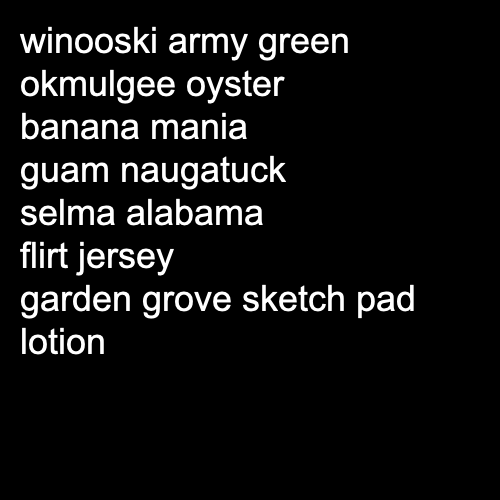 winooski army green
okmulgee oyster
banana mania
guam naugatuck
selma alabama
flirt jersey
garden grove sketch pad
lotion